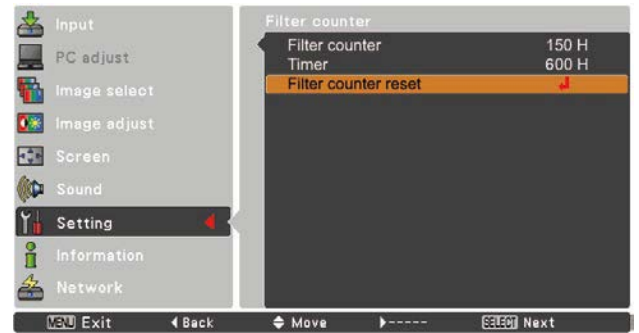 Input
PC adjust
Image select
Image adjust
Screen
Sound
Setting
Information
Network
Filter counter
Filter counter 150 H
Timer 600 H
Filter counter reset
MENU Exit ◀ Back Move ▶----- SELECT Next